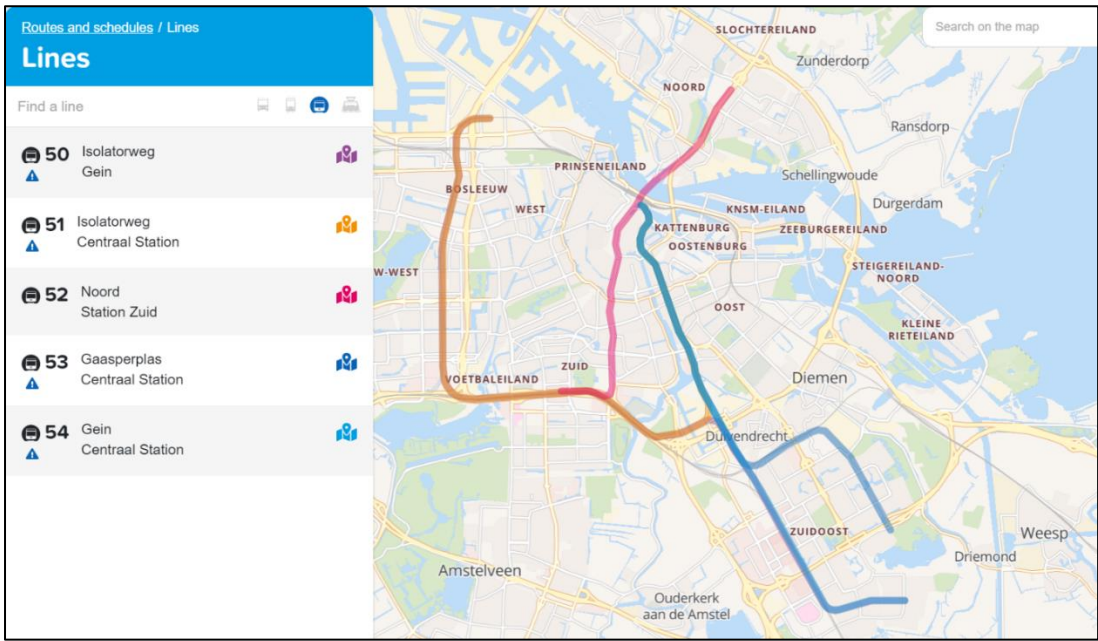 Routes and schedules / Lines
Lines
Find a line
50 Isolatorweg
Gein
51 Isolatorweg
Centraal Station
52 Noord
Station Zuid
53 Gaasperplas
Centraal Station
54 Gein
Centraal Station
Search on the map
SLOCHTEREILAND
Zunderdorp
NOORD
Ransdorp
PRINSENEILAND
Schellingwoude
BOSLEEUW
WEST
KNSM-EILAND
Durgerdam
KATTENBURG
ZEEBURGEREILAND
OOSTENBURG
W-WEST
STEIGEREILAND-
NOORD
OOST
KLEINE
RIETEILAND
ZUID
VOETBALEILAND
Diemen
Duivendrecht
ZUIDOOST
Weesp
Driemond
Amstelveen
Ouderkerk
aan de Amstel